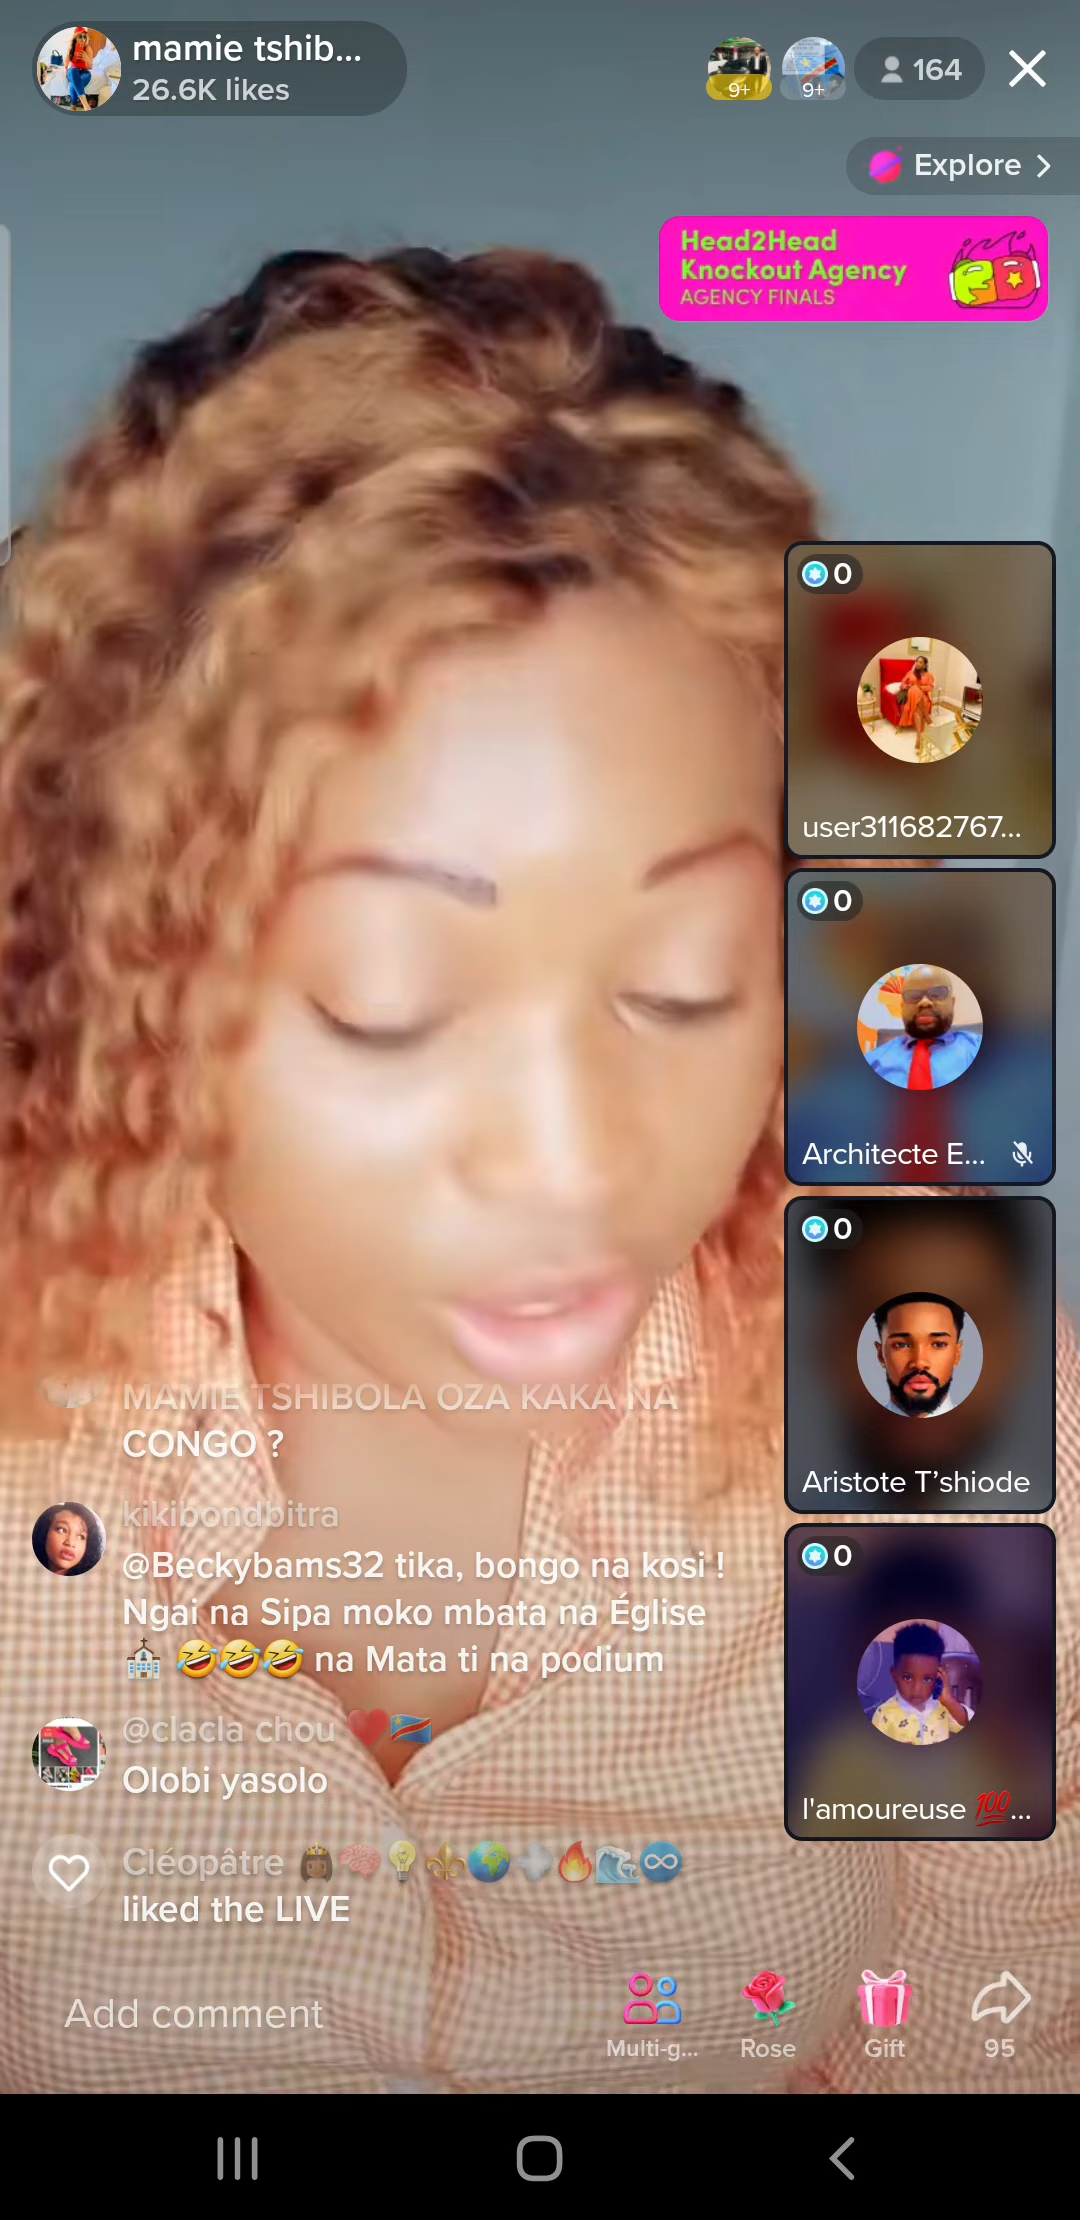 mamie tshib...
26.6K likes
9+
9+
164
Explore
Head2Head
Knockout Agency
AGENCY FINALS
0
user311682767...
0
Architecte E...
0
Aristote T'shiode
0
l'amoureuse 💯...
MAMIE TSHIBOLA OZA KAKA NA
CONGO ?
kikibondbitra
@Beckybams32 tika, bongo na kosi !
Ngai na Sipa moko mbata na Église
⛪ 🤣🤣🤣 na Mata ti na podium
@clacla chou ❤️🇨🇩
Olobi yasolo
Cléopâtre 👸🏾🧠💡⚜️🌍💨🔥🌊♾️
liked the LIVE
Add comment
Multi-g...
Rose
Gift
95